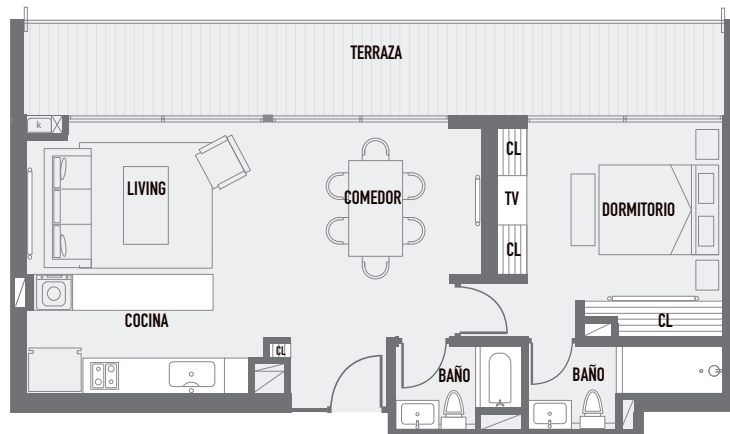 TERRAZA
k
CL
LIVING
COMEDOR
TV
DORMITORIO
CL
COCINA
CL
CL
BAÑO
BAÑO